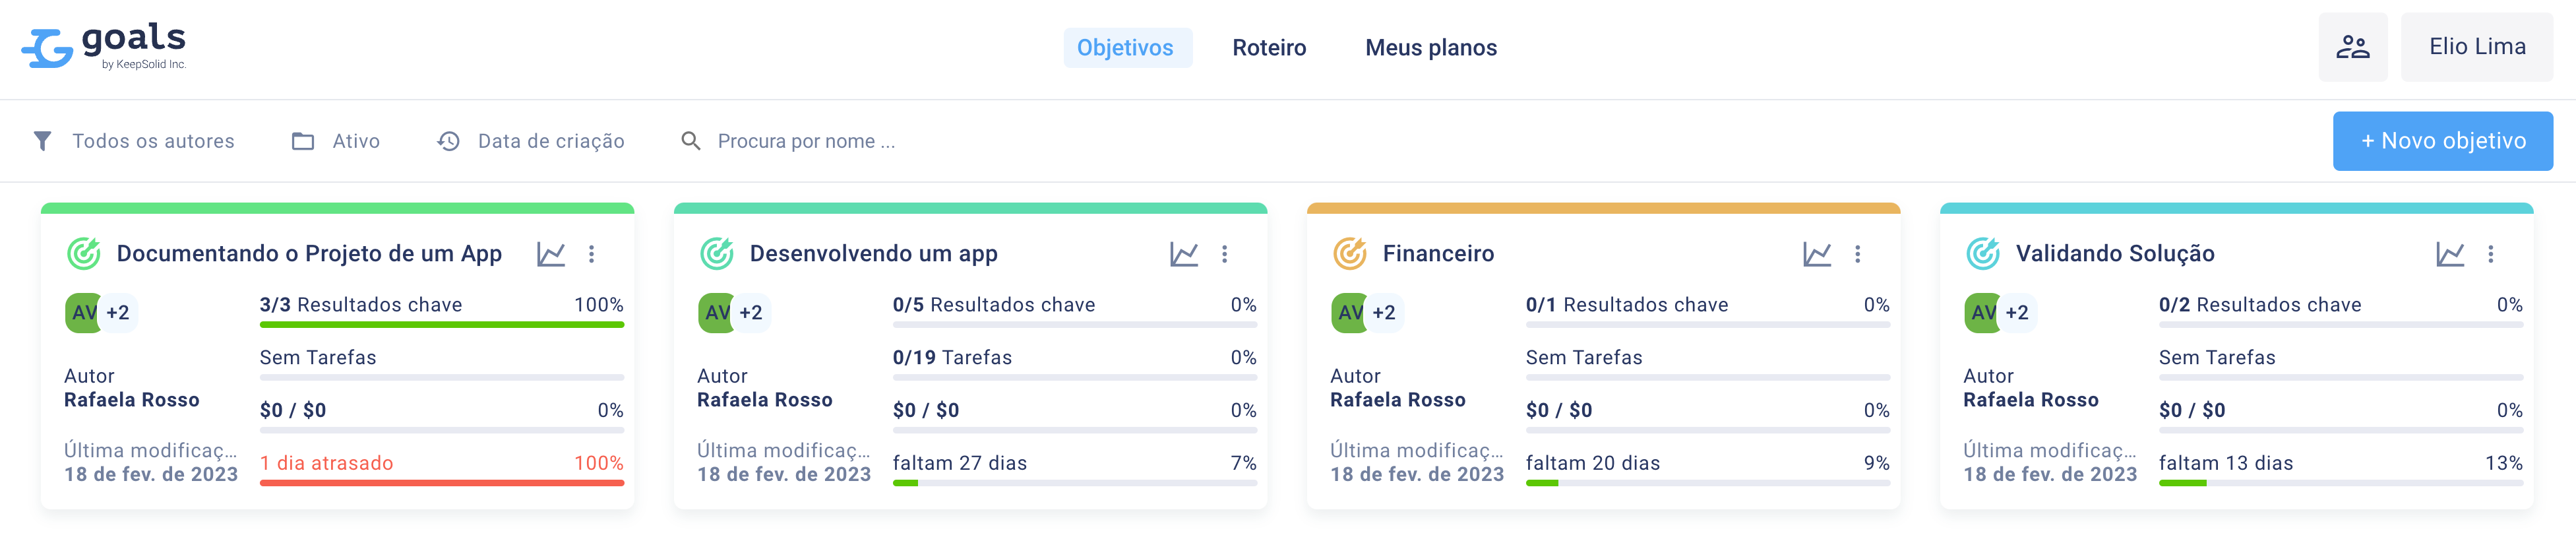 goals
by KeepSolid Inc.
Objetivos
Roteiro
Meus planos
Elio Lima
Todos os autores
Ativo
Data de criação
Procura por nome ...
+ Novo objetivo
Documentando o Projeto de um App
AV +2
3/3 Resultados chave 100%
Sem Tarefas
Autor
Rafaela Rosso
$0 / $0 0%
Última modificaç...
18 de fev. de 2023
1 dia atrasado 100%
Desenvolvendo um app
AV +2
0/5 Resultados chave 0%
0/19 Tarefas 0%
Autor
Rafaela Rosso
$0 / $0 0%
Última modificaç...
18 de fev. de 2023
faltam 27 dias 7%
Financeiro
AV +2
0/1 Resultados chave 0%
Sem Tarefas
Autor
Rafaela Rosso
$0 / $0 0%
Última modificaç...
18 de fev. de 2023
faltam 20 dias 9%
Validando Solução
AV +2
0/2 Resultados chave 0%
Sem Tarefas
Autor
Rafaela Rosso
$0 / $0 0%
Última modificaç...
18 de fev. de 2023
faltam 13 dias 13%